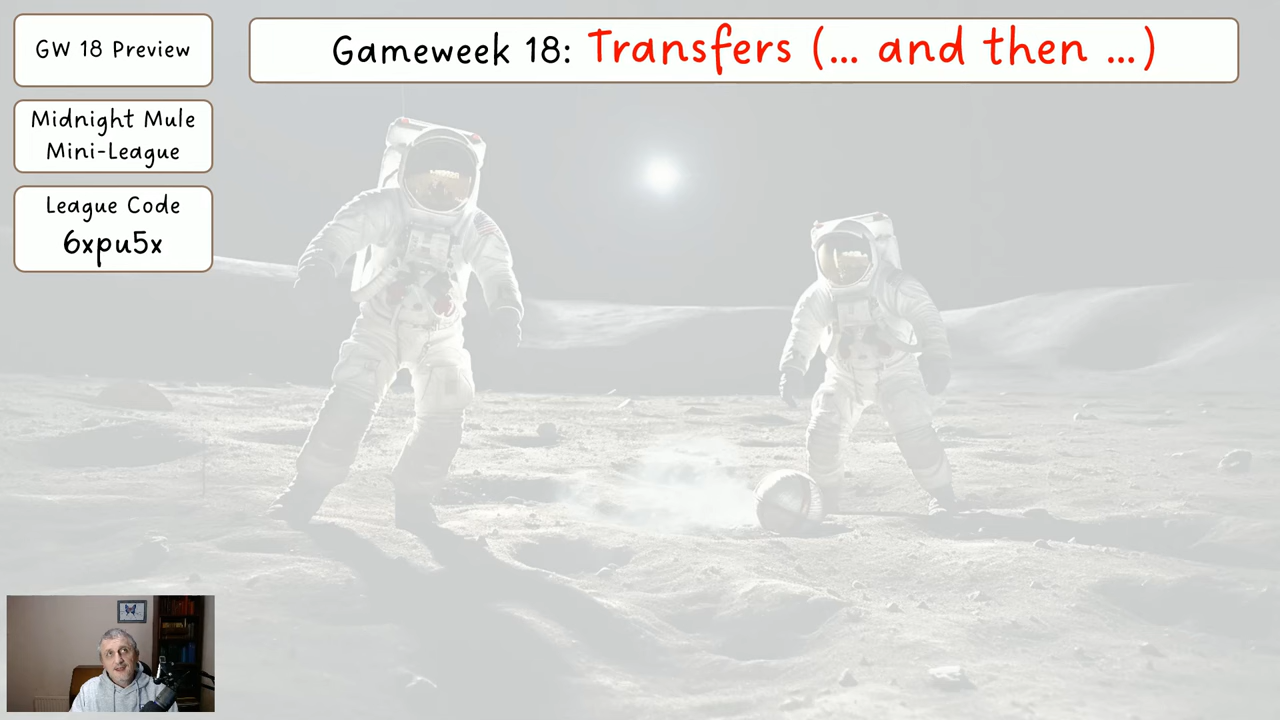 GW 18 Preview
Gameweek 18: Transfers (... and then ...)
Midnight Mule
Mini-League
League Code
6xpu5x